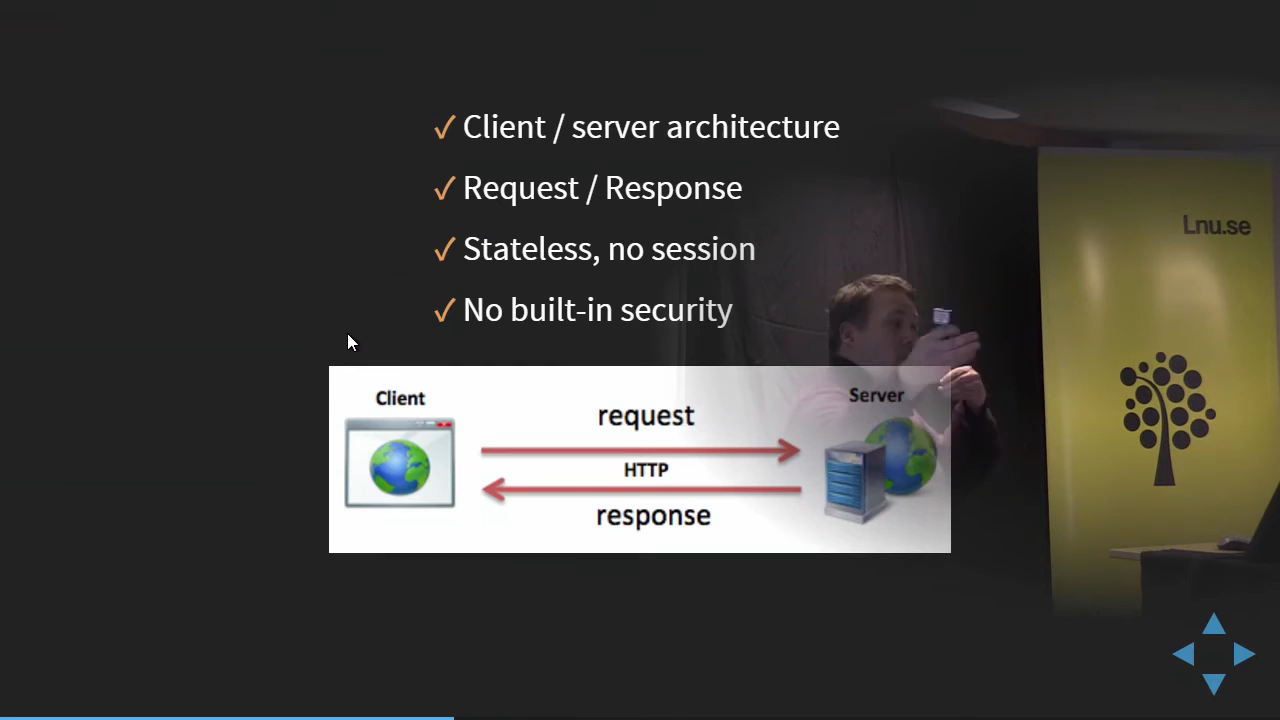 ✓ Client / server architecture
✓ Request / Response
✓ Stateless, no session
✓ No built-in security
Lnu.se
Client
Server
request
HTTP
response